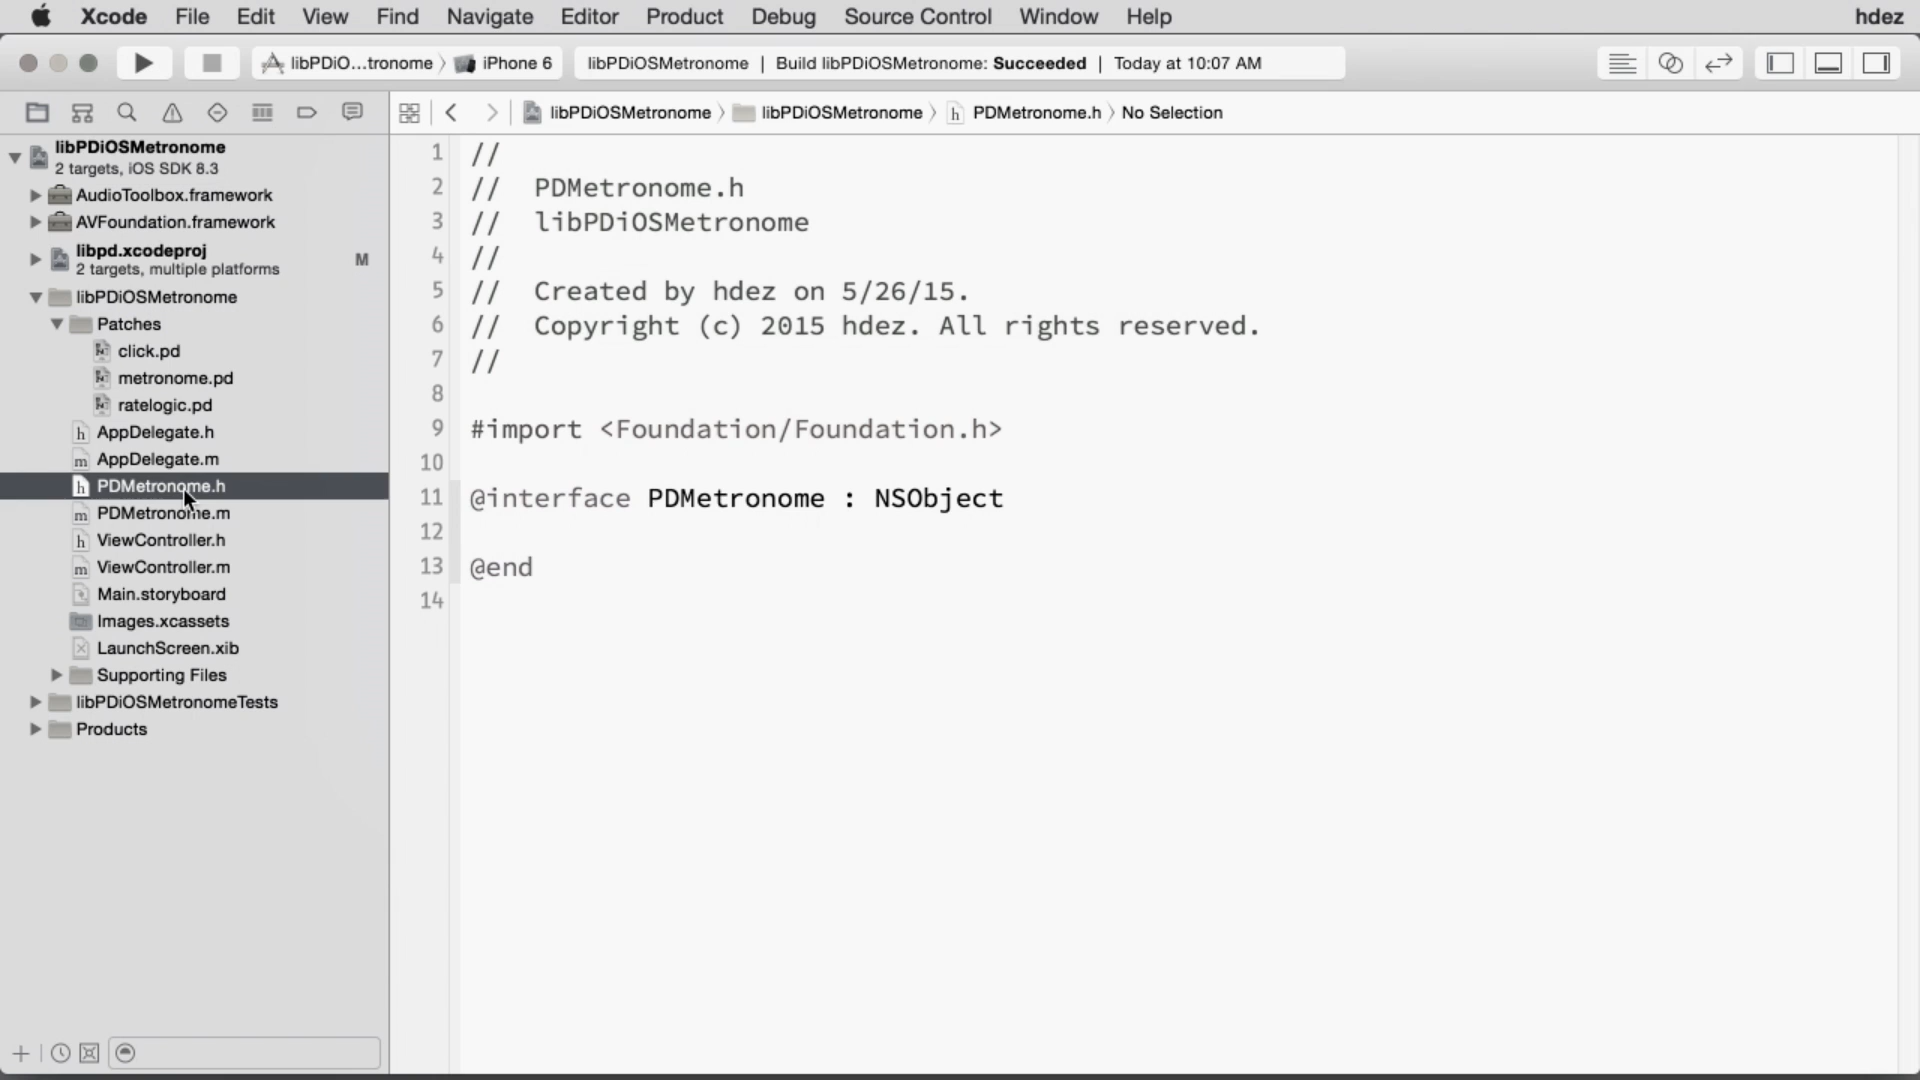 Xcode File Edit View Find Navigate Editor Product Debug Source Control Window Help hdez
libPDiO...tronome 〉 iPhone 6 libPDiOSMetronome | Build libPDiOSMetronome: Succeeded | Today at 10:07 AM
libPDiOSMetronome 〉 libPDiOSMetronome 〉 h PDMetronome.h 〉 No Selection
libPDiOSMetronome
2 targets, iOS SDK 8.3
AudioToolbox.framework
AVFoundation.framework
libpd.xcodeproj M
2 targets, multiple platforms
libPDiOSMetronome
Patches
click.pd
metronome.pd
ratelogic.pd
h AppDelegate.h
m AppDelegate.m
h PDMetronome.h
m PDMetronome.m
h ViewController.h
m ViewController.m
Main.storyboard
Images.xcassets
LaunchScreen.xib
Supporting Files
libPDiOSMetronomeTests
Products
1 //
2 // PDMetronome.h
3 // libPDiOSMetronome
4 //
5 // Created by hdez on 5/26/15.
6 // Copyright (c) 2015 hdez. All rights reserved.
7 //
8
9 #import <Foundation/Foundation.h>
10
11 @interface PDMetronome : NSObject
12
13 @end
14